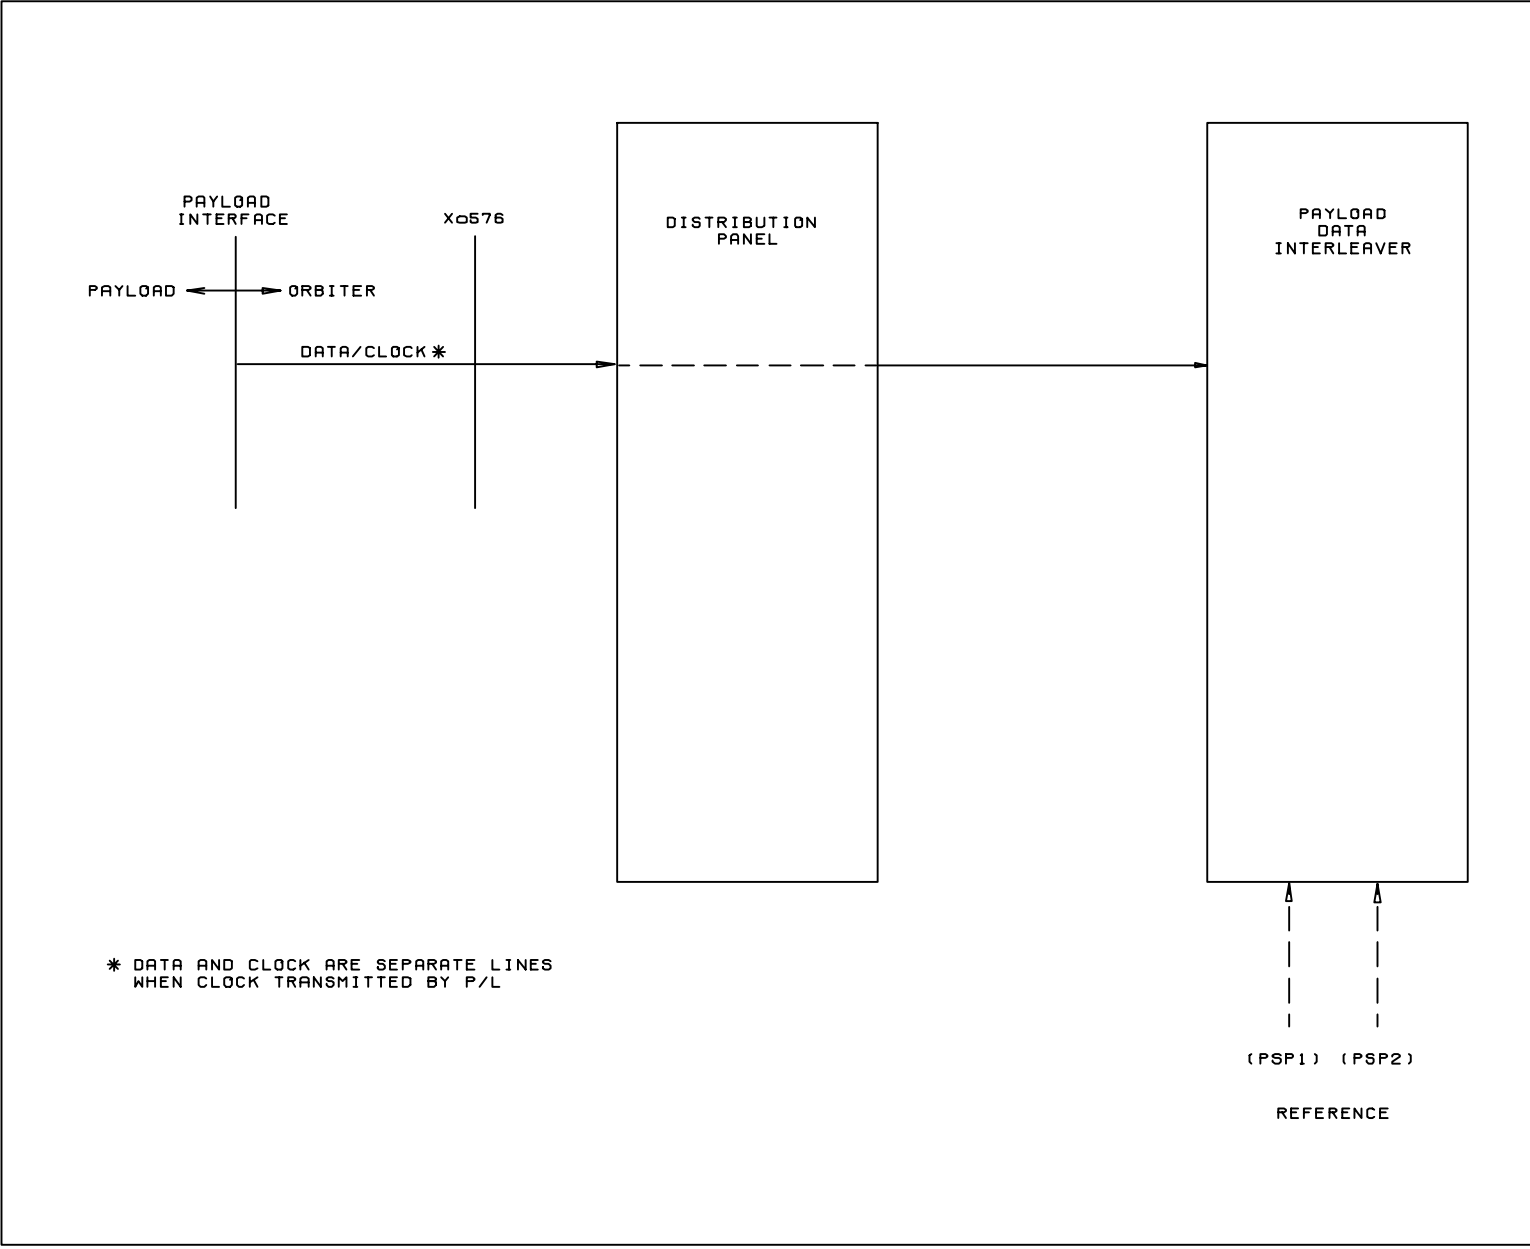 PAYLOAD
INTERFACE
Xo576
DISTRIBUTION
PANEL
PAYLOAD
DATA
INTERLEAVER
PAYLOAD
ORBITER
DATA/CLOCK*
* DATA AND CLOCK ARE SEPARATE LINES
WHEN CLOCK TRANSMITTED BY P/L
(PSP1) (PSP2)
REFERENCE